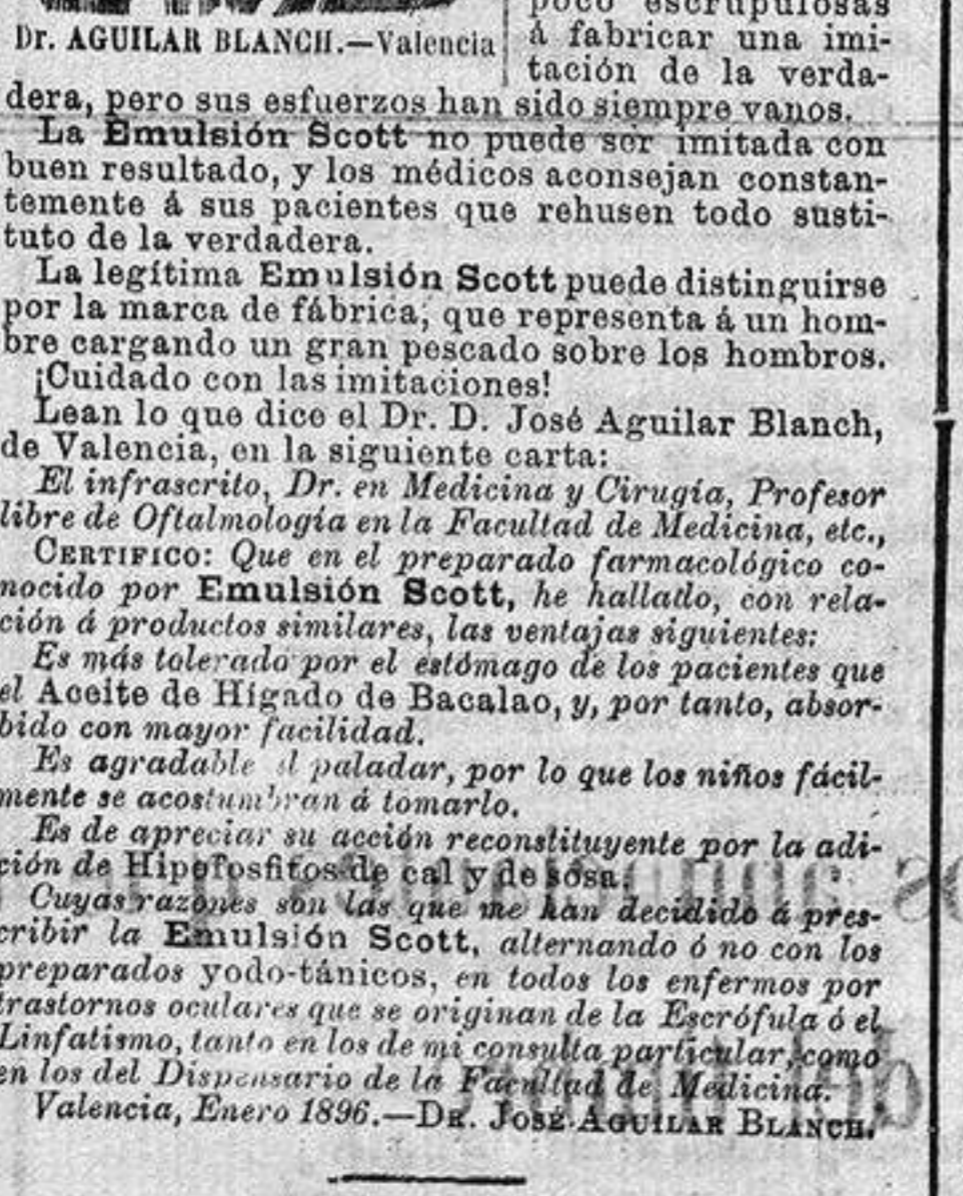 poco escrupulosas
Dr. AGUILAR BLANCH.—Valencia
á fabricar una imi-
tación de la verda-
dera, pero sus esfuerzos han sido siempre vanos.
La Emulsión Scott no puede ser imitada con
buen resultado, y los médicos aconsejan constan-
temente á sus pacientes que rehusen todo susti-
tuto de la verdadera.
La legítima Emulsión Scott puede distinguirse
por la marca de fábrica, que representa á un hom-
bre cargando un gran pescado sobre los hombros.
¡Cuidado con las imitaciones!
Lean lo que dice el Dr. D. José Aguilar Blanch,
de Valencia, en la siguiente carta:
El infrascrito, Dr. en Medicina y Cirugía, Profesor
libre de Oftalmología en la Facultad de Medicina, etc.,
CERTIFICO: Que en el preparado farmacológico co-
nocido por Emulsión Scott, he hallado, con rela-
ción á productos similares, las ventajas siguientes:
Es más tolerado por el estómago de los pacientes que
el Aceite de Hígado de Bacalao, y, por tanto, absor-
bido con mayor facilidad.
Es agradable al paladar, por lo que los niños fácil-
mente se acostumbran á tomarlo.
Es de apreciar su acción reconstituyente por la adi-
ción de Hipofosfitos de cal y de sosa.
Cuyas razones son las que me han decidido á pres-
cribir la Emulsión Scott, alternando ó no con los
preparados yodo-tánicos, en todos los enfermos por
trastornos oculares que se originan de la Escrófula ó el
Linfatismo, tanto en los de mi consulta particular, como
en los del Dispensario de la Facultad de Medicina.
Valencia, Enero 1896.—DR. JOSÉ AGUILAR BLANCH.